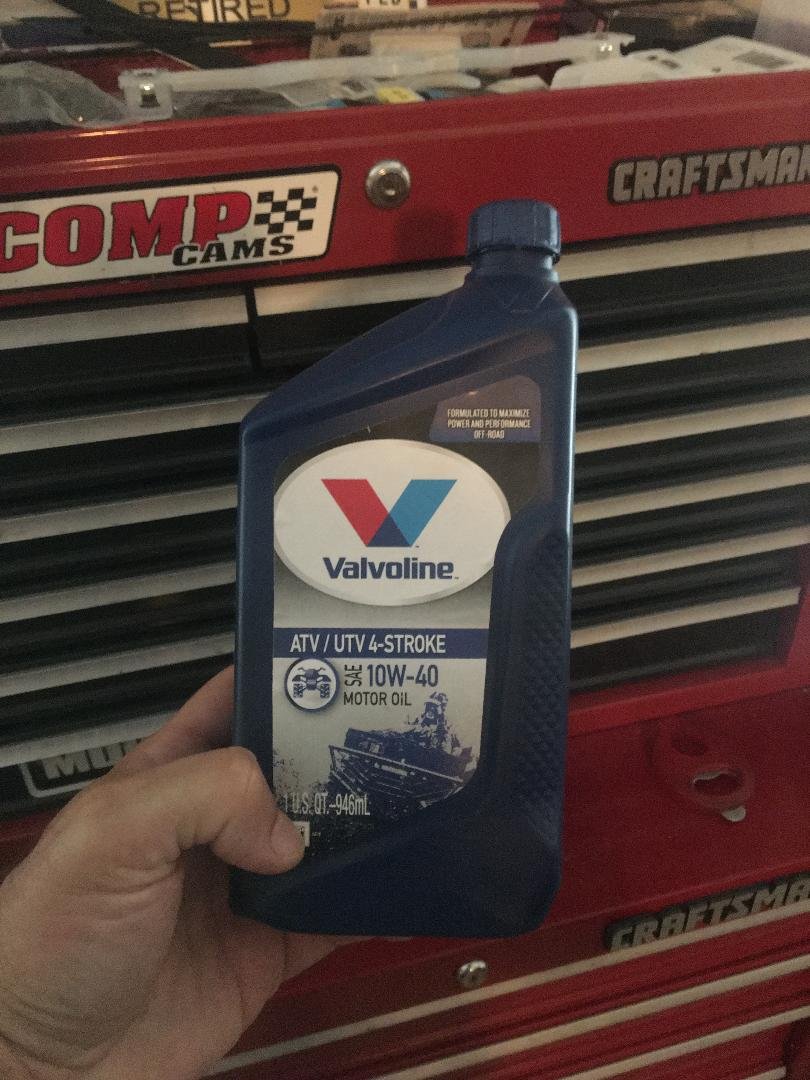 RETIRED
COMP
CAMS
CRAFTSMAN
FORMULATED TO MAXIMIZE
POWER AND PERFORMANCE
OFF-ROAD
Valvoline
ATV / UTV 4-STROKE
SAE 10W-40
MOTOR OIL
1 U.S. QT.-946mL
CRAFTSMA